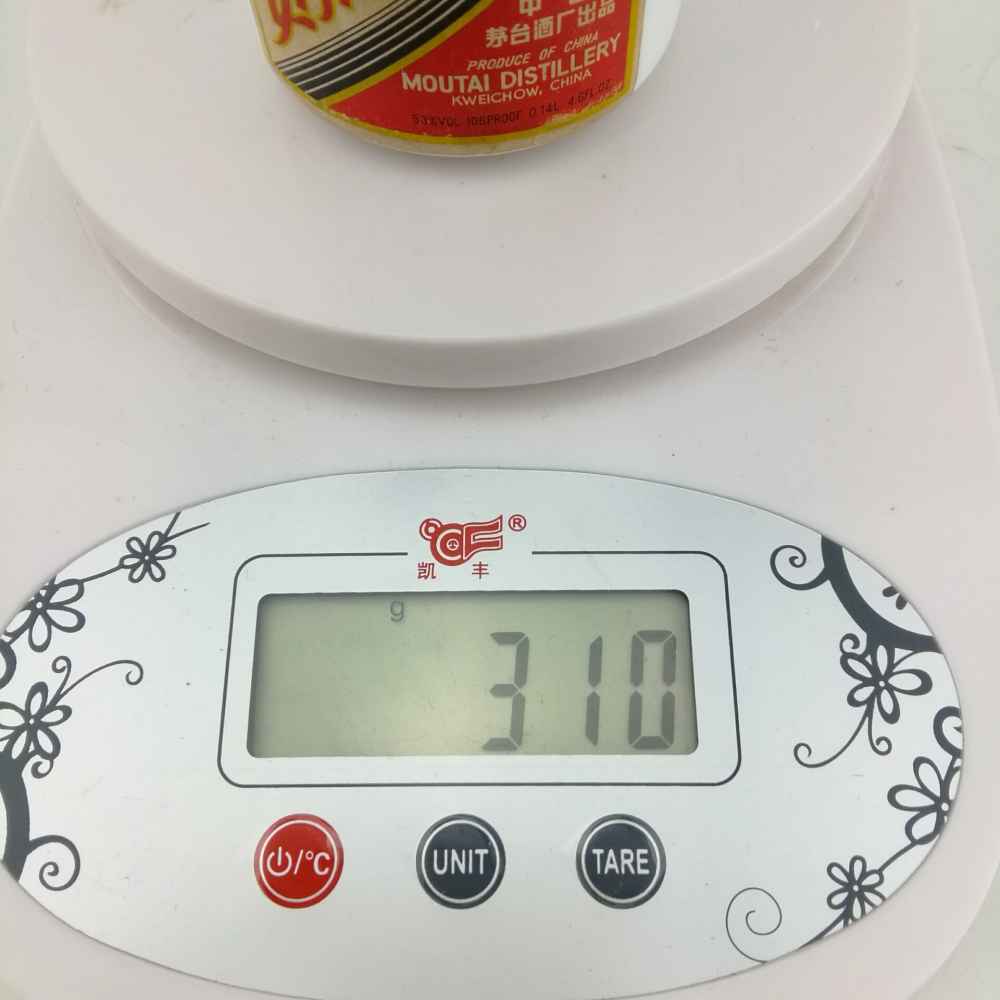 中
茅台酒厂出品
PRODUCE OF CHINA
MOUTAI DISTILLERY
KWEICHOW, CHINA
53%VOL 106PROOF 0.14L 4.6FL.OZ
®
凯丰
g
310
⏻/°C
UNIT
TARE